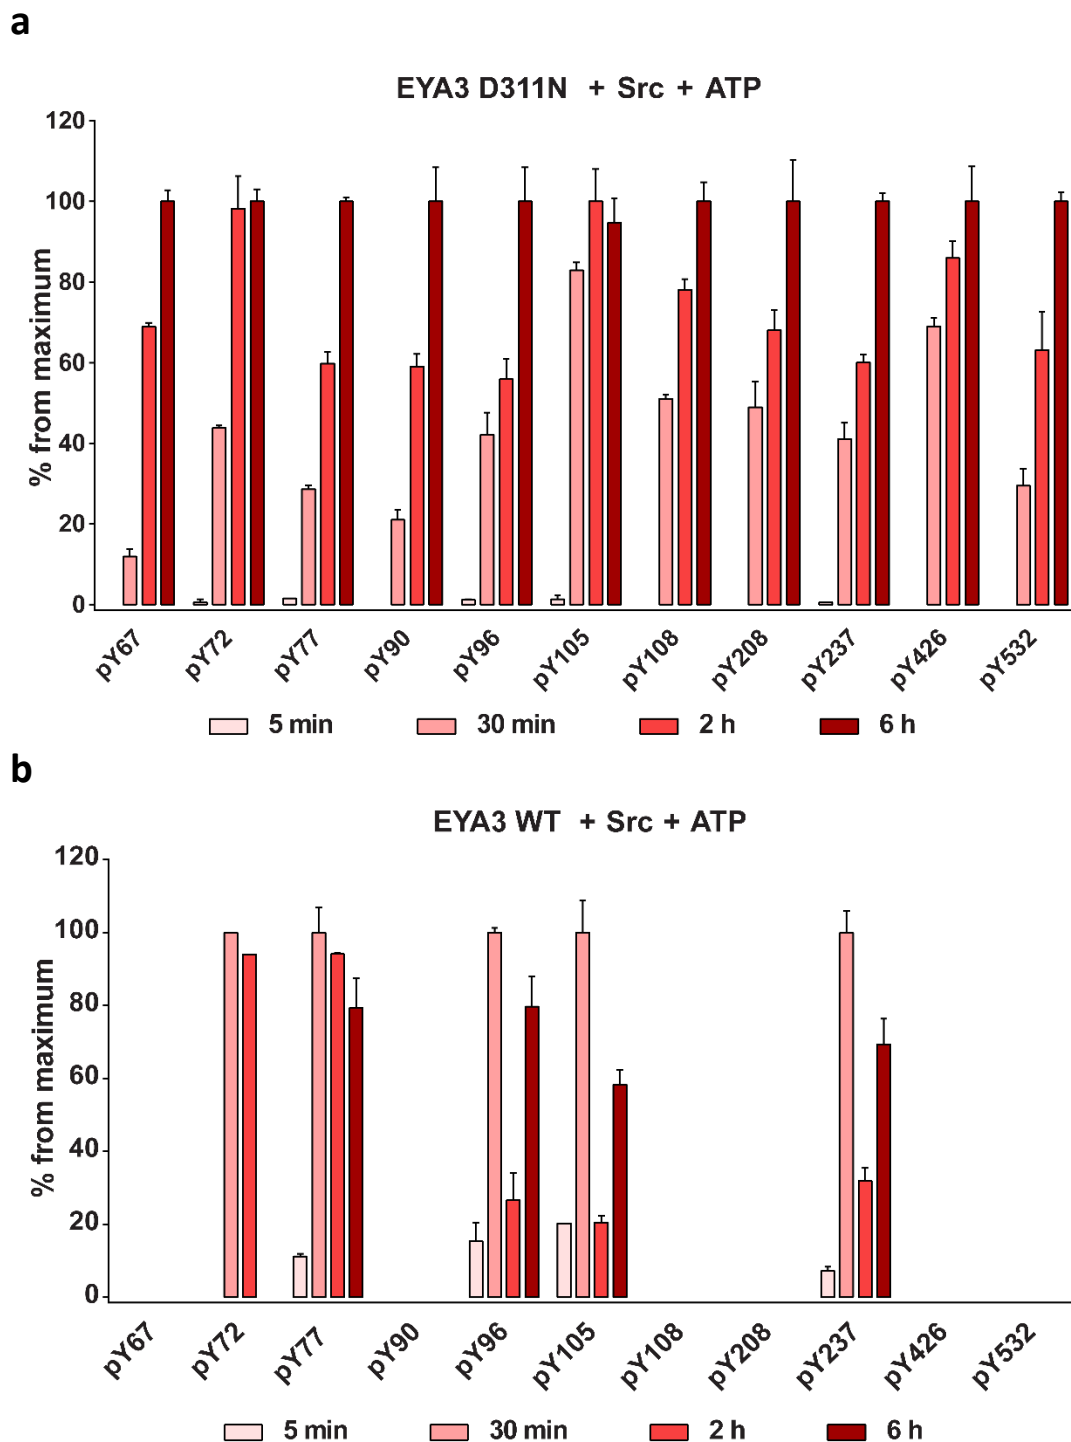 a
EYA3 D311N + Src + ATP
% from maximum
120
100
80
60
40
20
0
pY67 pY72 pY77 pY90 pY96 pY105 pY108 pY208 pY237 pY426 pY532
5 min 30 min 2 h 6 h
b
EYA3 WT + Src + ATP
% from maximum
120
100
80
60
40
20
0
pY67 pY72 pY77 pY90 pY96 pY105 pY108 pY208 pY237 pY426 pY532
5 min 30 min 2 h 6 h